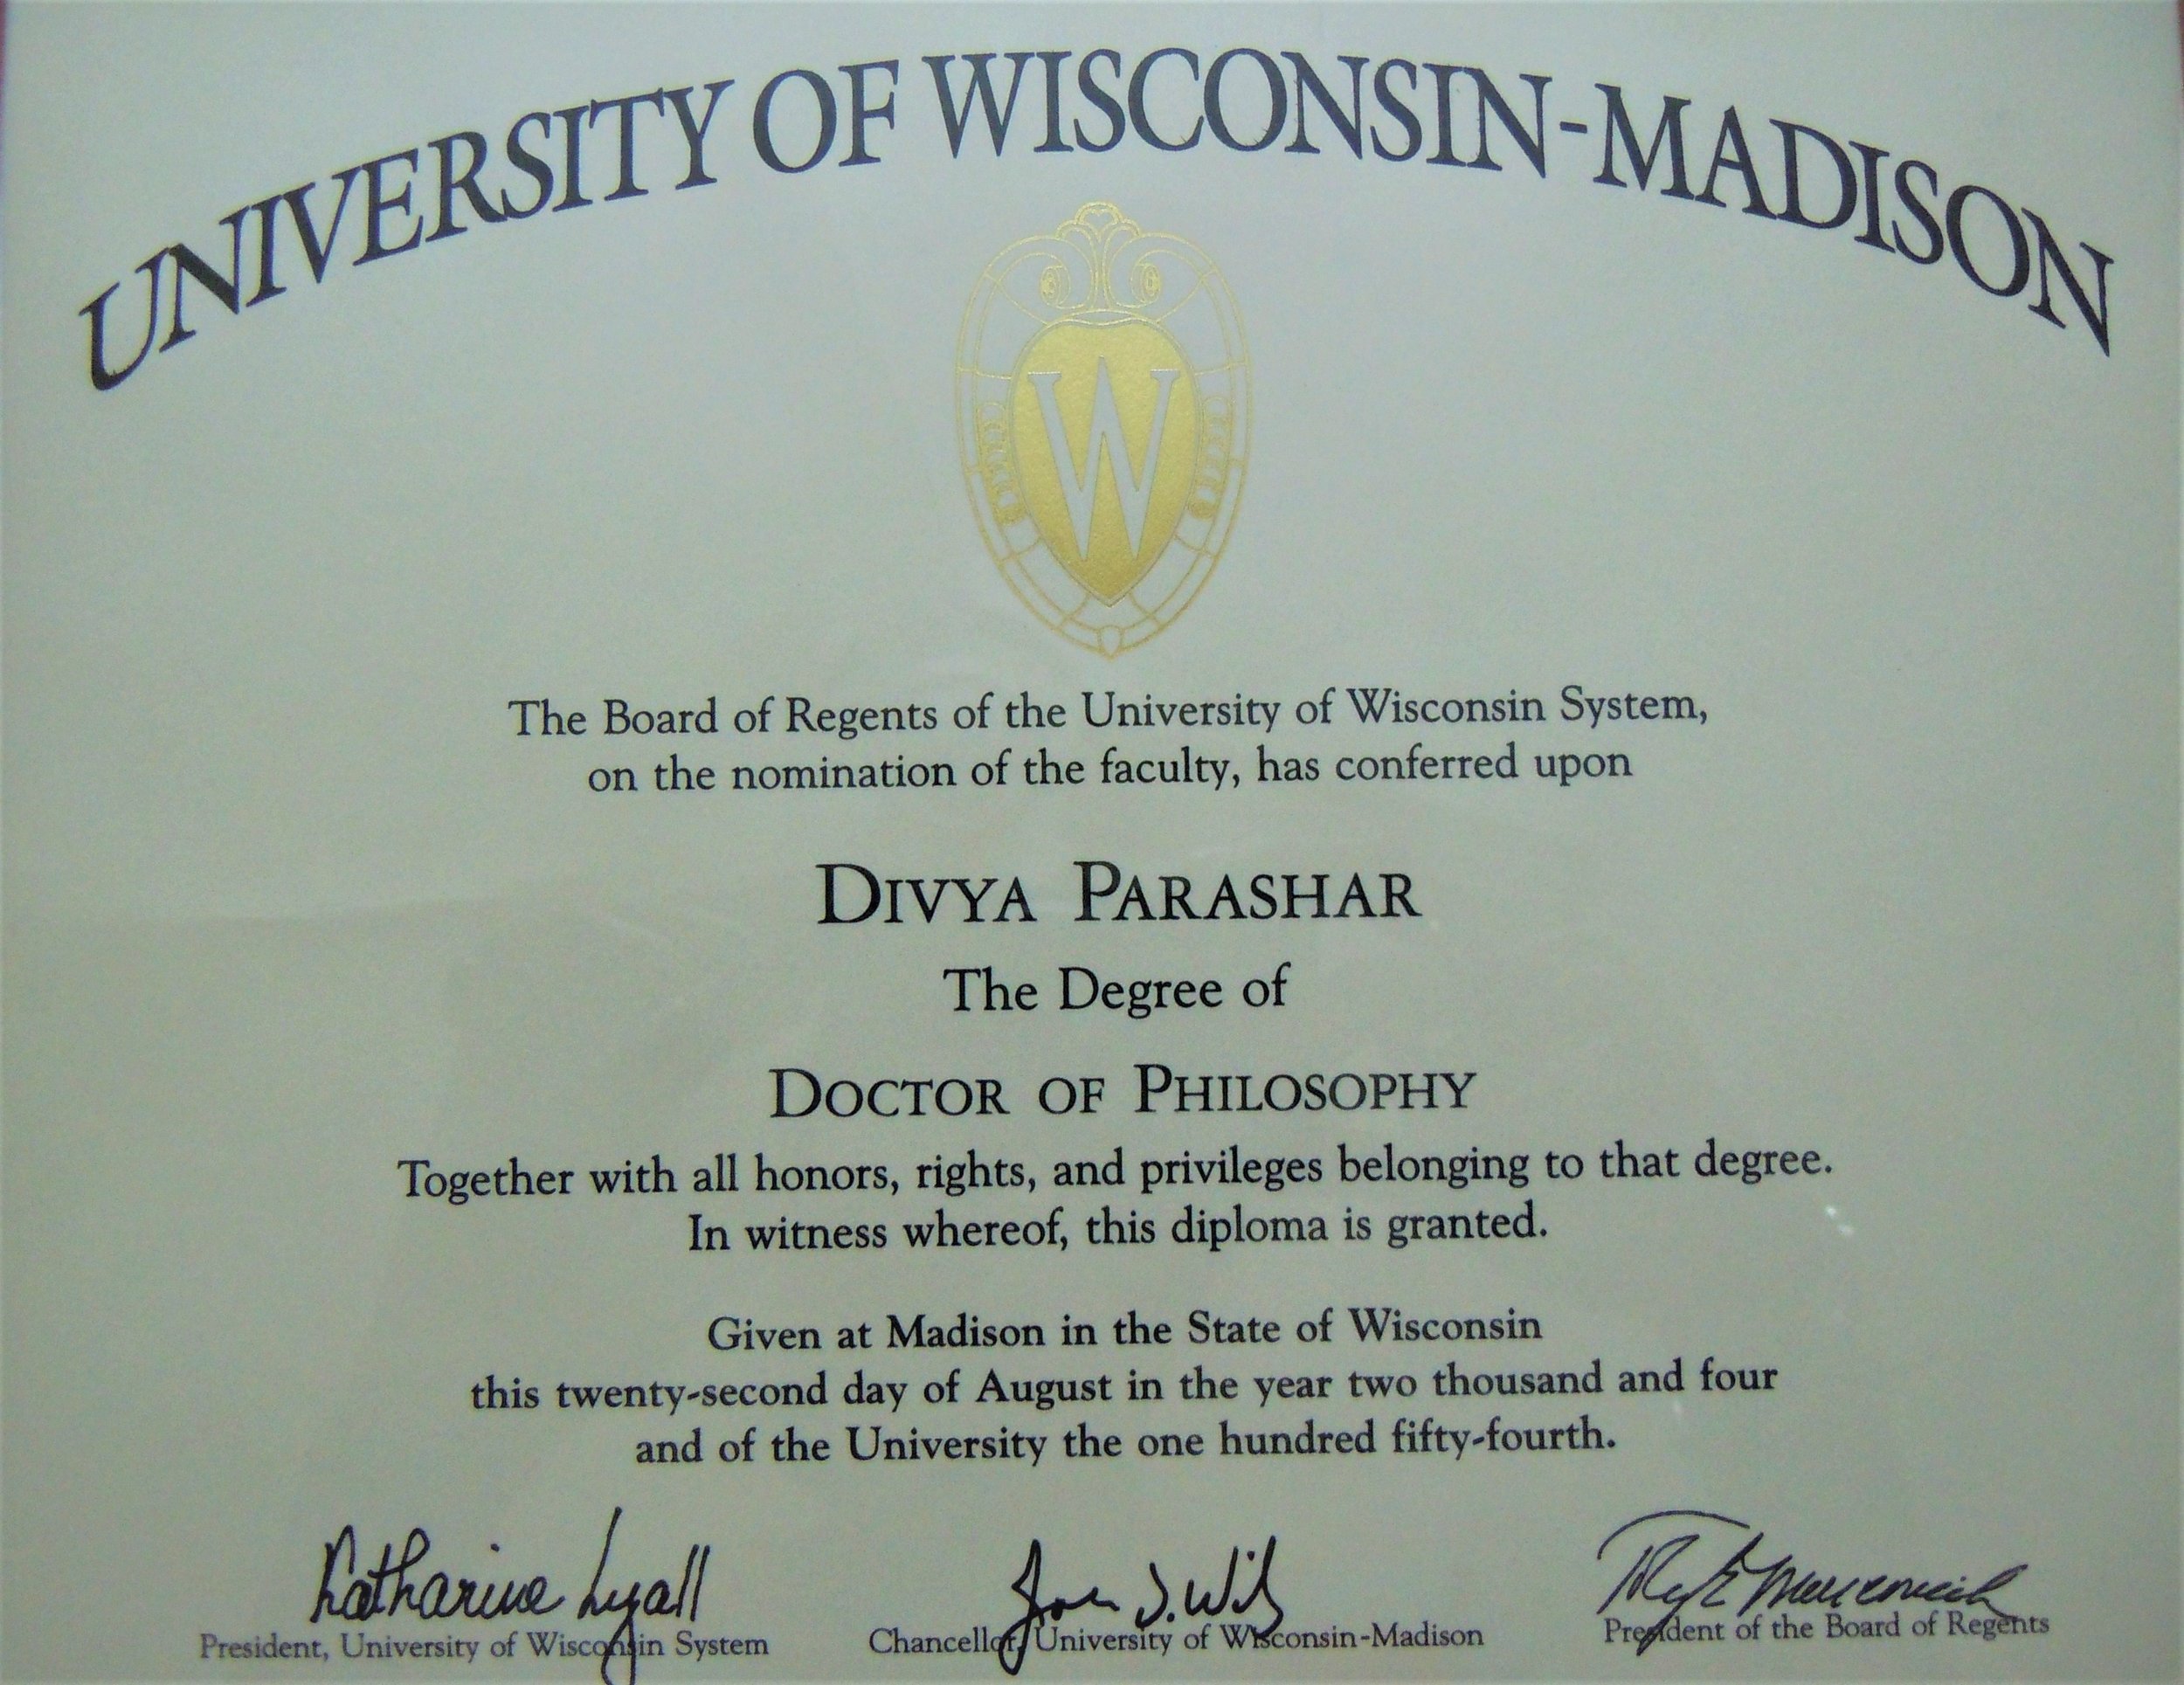 UNIVERSITY OF WISCONSIN-MADISON
W
The Board of Regents of the University of Wisconsin System,
on the nomination of the faculty, has conferred upon
DIVYA PARASHAR
The Degree of
DOCTOR OF PHILOSOPHY
Together with all honors, rights, and privileges belonging to that degree.
In witness whereof, this diploma is granted.
Given at Madison in the State of Wisconsin
this twenty-second day of August in the year two thousand and four
and of the University the one hundred fifty-fourth.
Katharine Lyall
President, University of Wisconsin System
John D. Wiley
Chancellor, University of Wisconsin-Madison
President of the Board of Regents